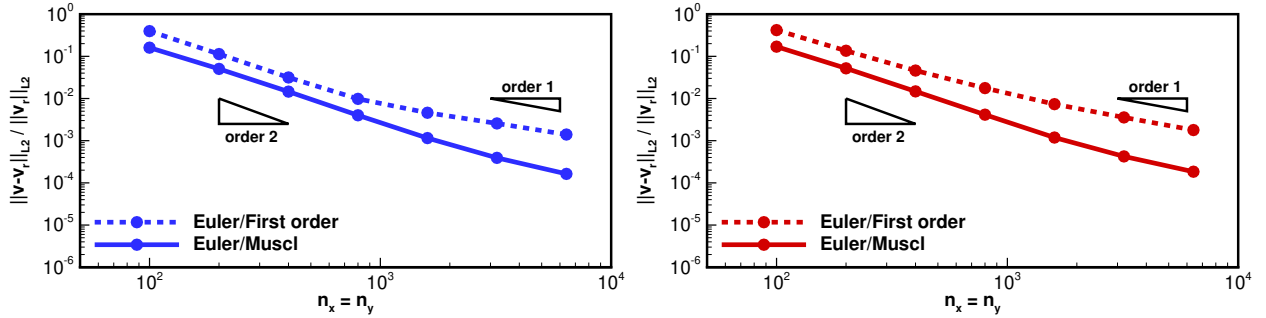 10^0
10^-1
10^-2
10^-3
10^-4
10^-5
10^-6
||v-v_r||_L2 / ||v_r||_L2
order 1
order 2
Euler/First order
Euler/Muscl
10^2
10^3
10^4
n_x = n_y
10^0
10^-1
10^-2
10^-3
10^-4
10^-5
10^-6
||v-v_r||_L2 / ||v_r||_L2
order 1
order 2
Euler/First order
Euler/Muscl
10^2
10^3
10^4
n_x = n_y